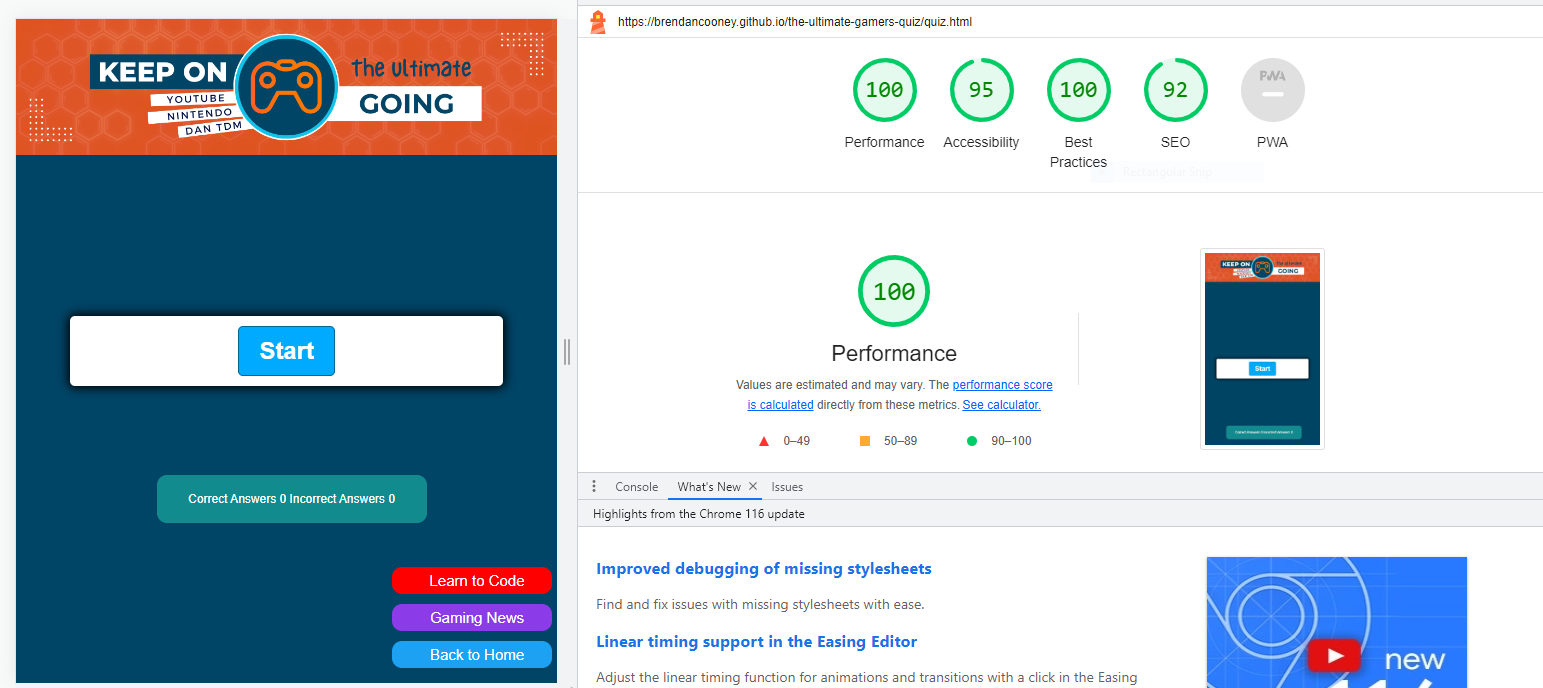 KEEP ON
YOUTUBE
NINTENDO
DAN TDM
the ultimate
GOING
Start
Correct Answers 0 Incorrect Answers 0
Learn to Code
Gaming News
Back to Home
https://brendancooney.github.io/the-ultimate-gamers-quiz/quiz.html
100
95
100
92
PWA
Performance
Accessibility
Best
Practices
SEO
PWA
Rectangular Snip
100
Performance
Values are estimated and may vary. The performance score
is calculated directly from these metrics. See calculator.
0–49
50–89
90–100
KEEP ON
GOING
Start
Correct Answers 0 Incorrect Answers 0
Console
What's New
Issues
Highlights from the Chrome 116 update
Improved debugging of missing stylesheets
Find and fix issues with missing stylesheets with ease.
Linear timing support in the Easing Editor
Adjust the linear timing function for animations and transitions with a click in the Easing
new